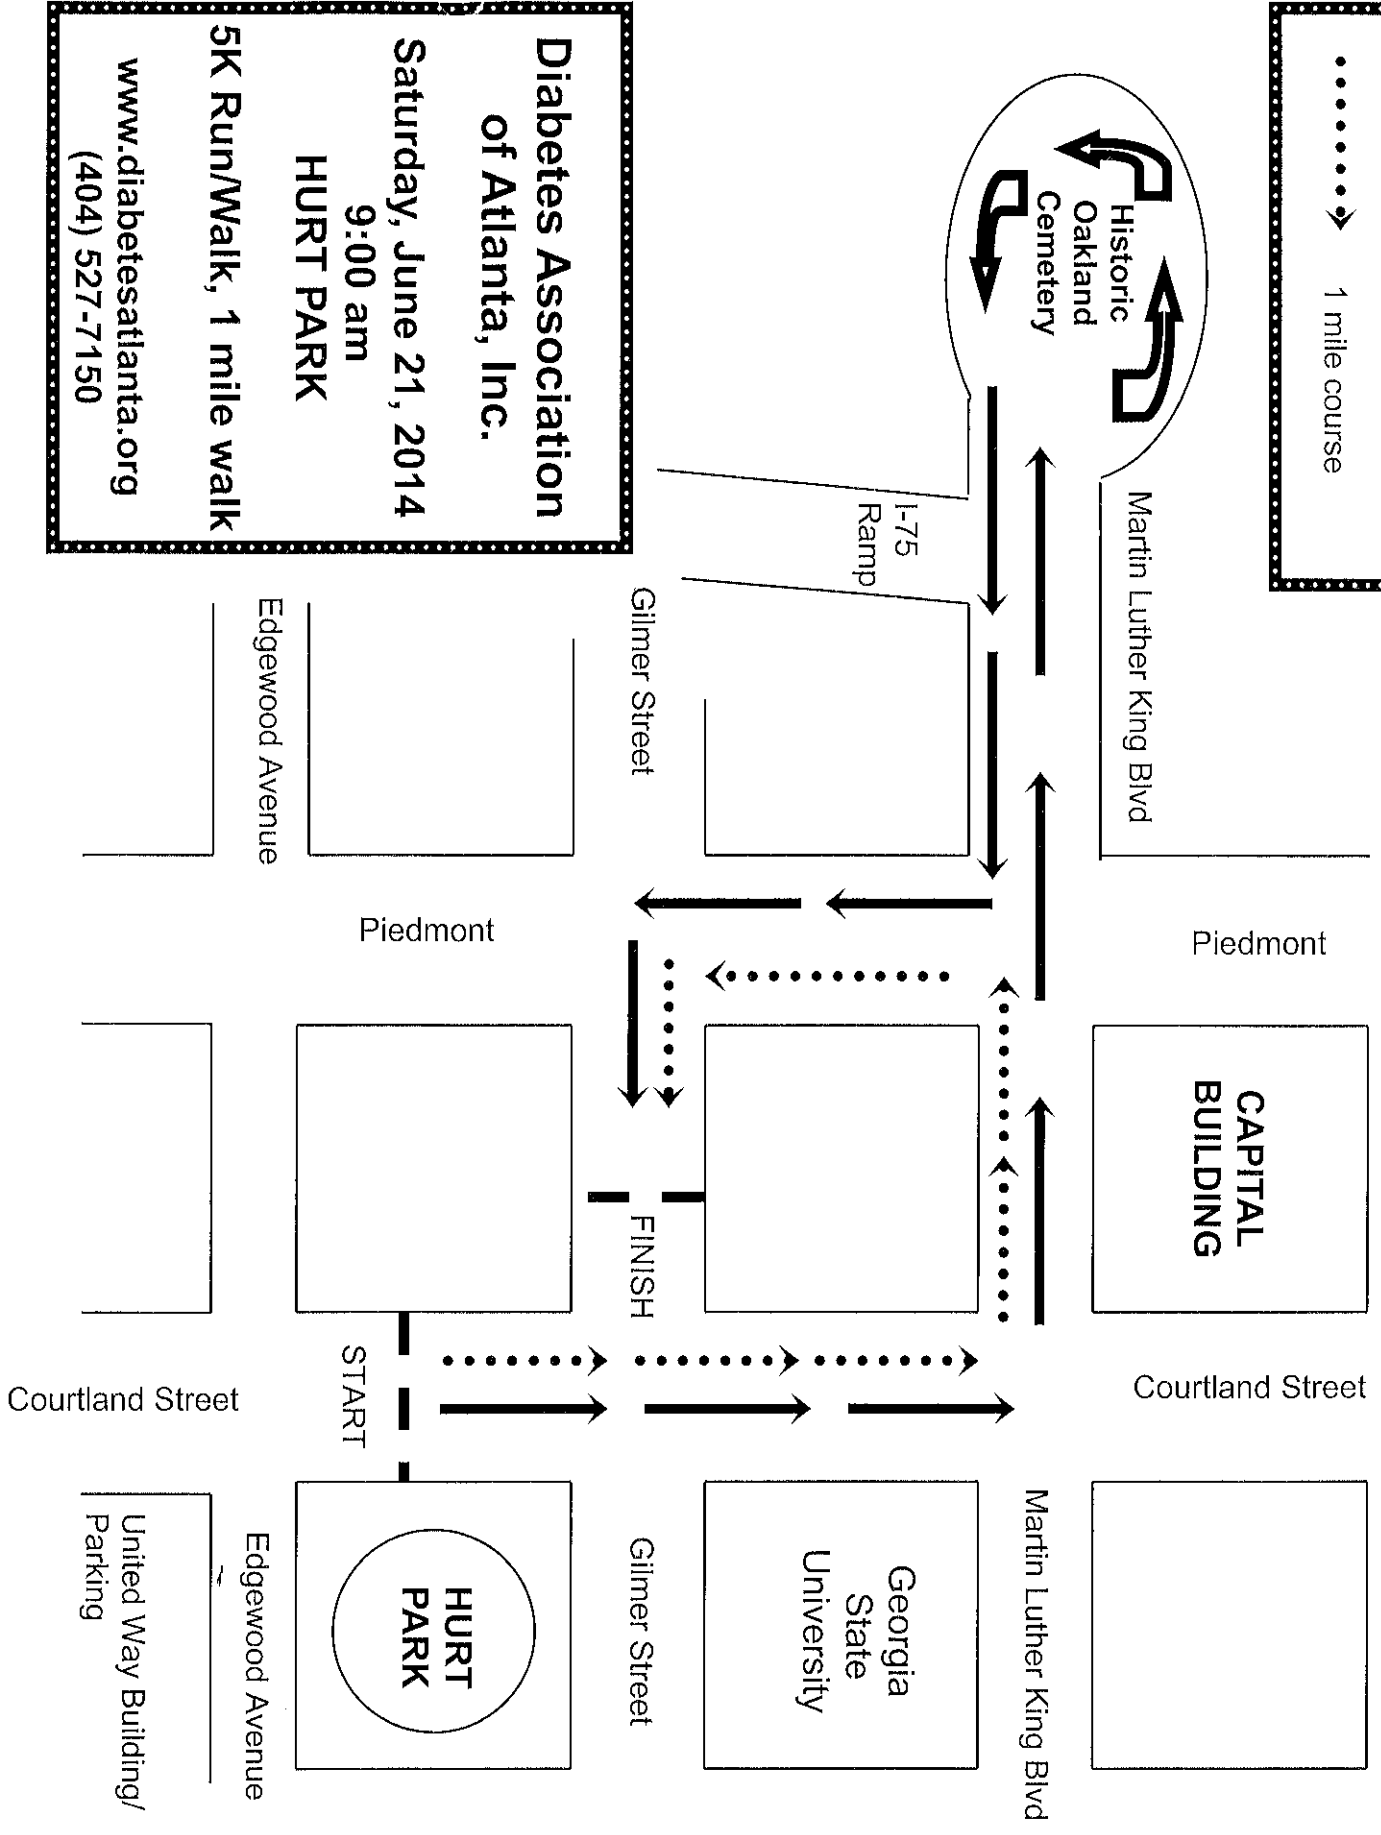 1 mile course
Historic
Oakland
Cemetery
Martin Luther King Blvd
I-75
Ramp
Diabetes Association
of Atlanta, Inc.
Saturday, June 21, 2014
9:00 am
HURT PARK
5K Run/Walk, 1 mile walk
www.diabetesatlanta.org
(404) 527-7150
Gilmer Street
Edgewood Avenue
Piedmont
Piedmont
CAPITAL
BUILDING
FINISH
START
Courtland Street
Courtland Street
Martin Luther King Blvd
Georgia
State
University
Gilmer Street
HURT
PARK
Edgewood Avenue
United Way Building/
Parking